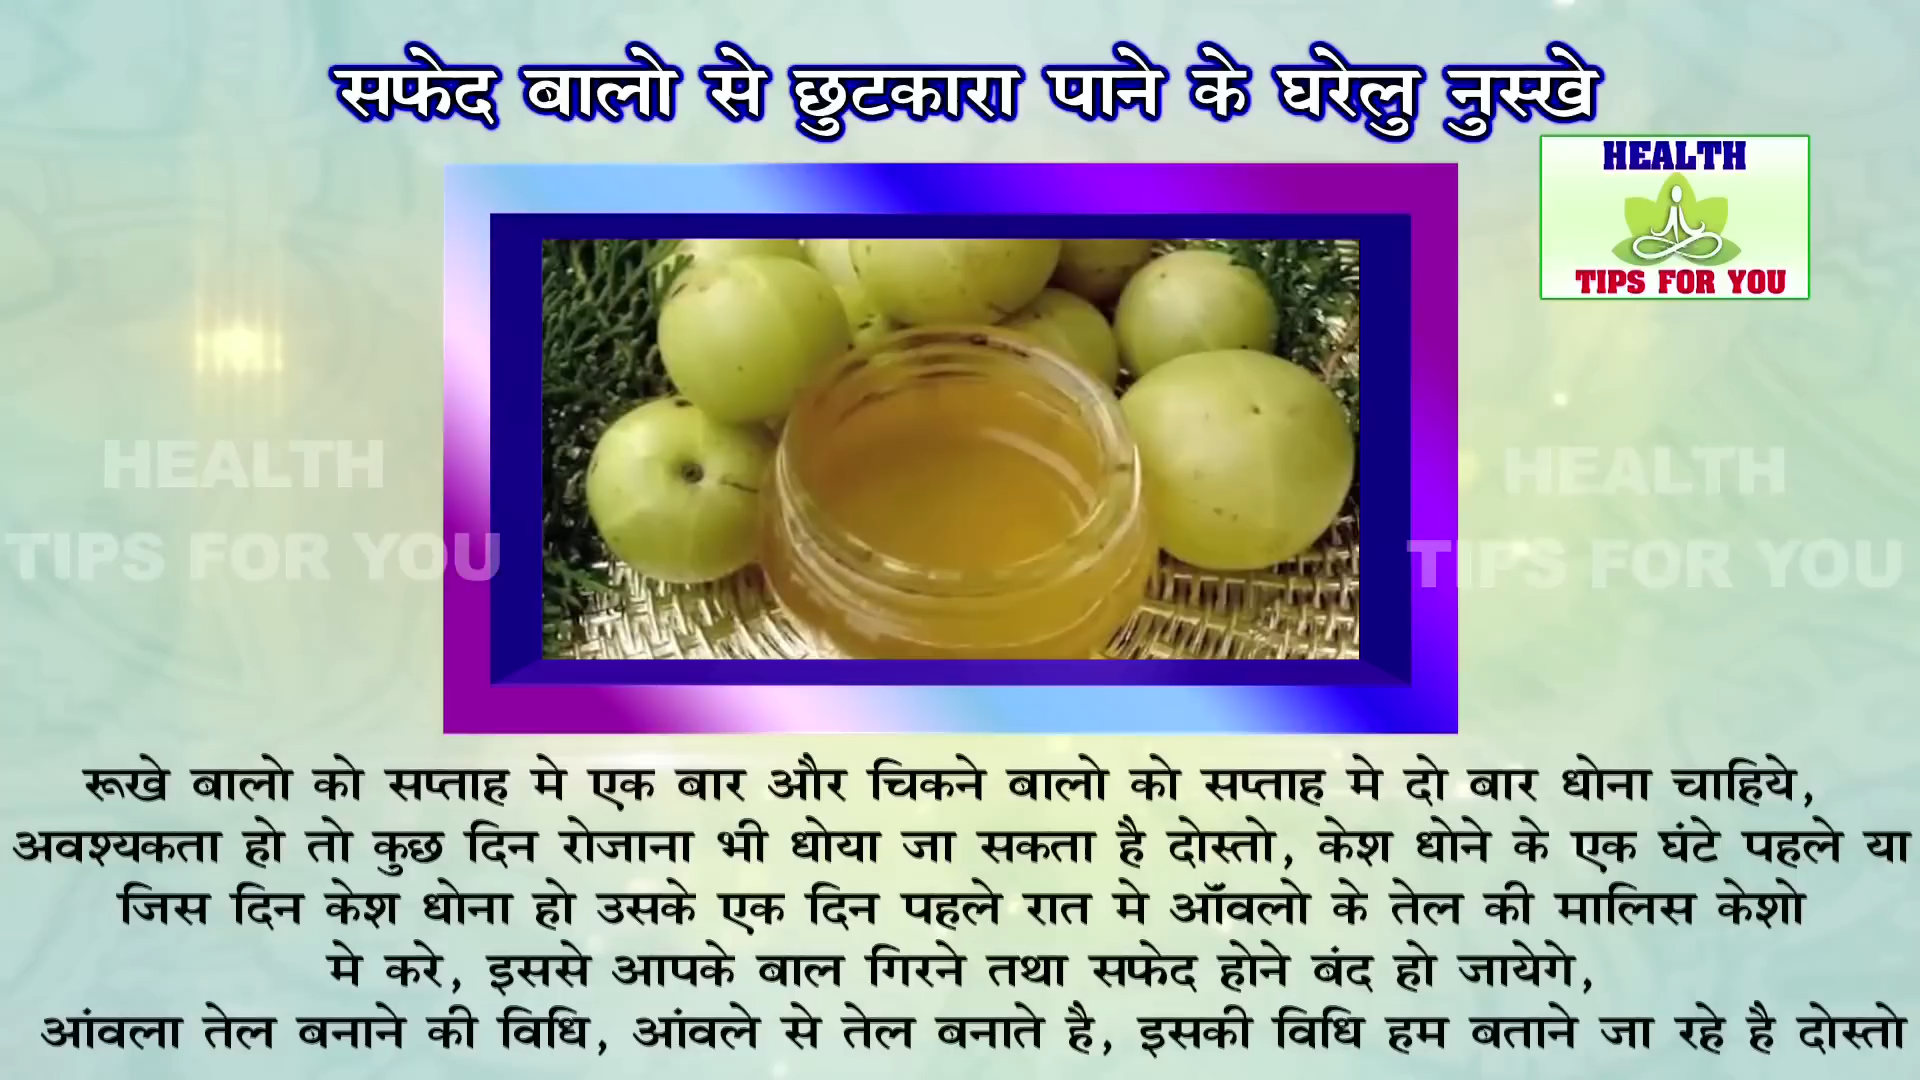 सफेद बालो से छुटकारा पाने के घरेलु नुस्खे
HEALTH
TIPS FOR YOU
HEALTH
TIPS FOR YOU
HEALTH
TIPS FOR YOU
रूखे बालो को सप्ताह मे एक बार और चिकने बालो को सप्ताह मे दो बार धोना चाहिये,
अवश्यकता हो तो कुछ दिन रोजाना भी धोया जा सकता है दोस्तो, केश धोने के एक घंटे पहले या
जिस दिन केश धोना हो उसके एक दिन पहले रात मे ऑंवलो के तेल की मालिस केशो
मे करे, इससे आपके बाल गिरने तथा सफेद होने बंद हो जायेगे,
आंवला तेल बनाने की विधि, आंवले से तेल बनाते है, इसकी विधि हम बताने जा रहे है दोस्तो